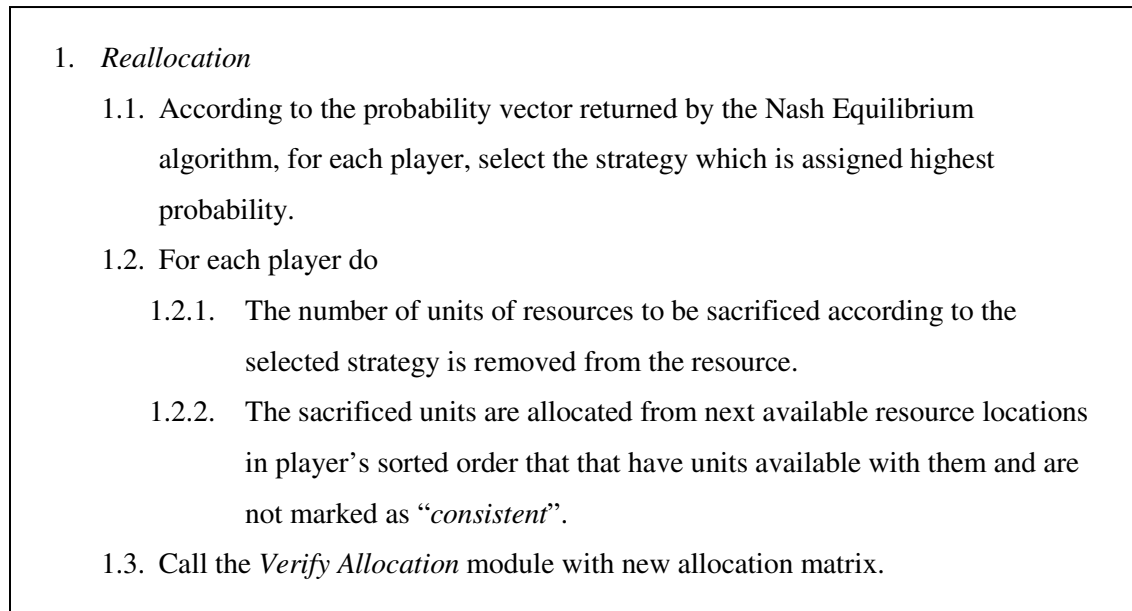 1. Reallocation
1.1. According to the probability vector returned by the Nash Equilibrium
algorithm, for each player, select the strategy which is assigned highest
probability.
1.2. For each player do
1.2.1. The number of units of resources to be sacrificed according to the
selected strategy is removed from the resource.
1.2.2. The sacrificed units are allocated from next available resource locations
in player’s sorted order that that have units available with them and are
not marked as “consistent”.
1.3. Call the Verify Allocation module with new allocation matrix.